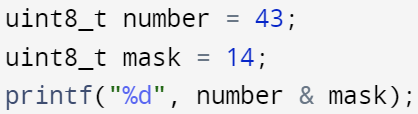 uint8_t number = 43;
uint8_t mask = 14;
printf("%d", number & mask);